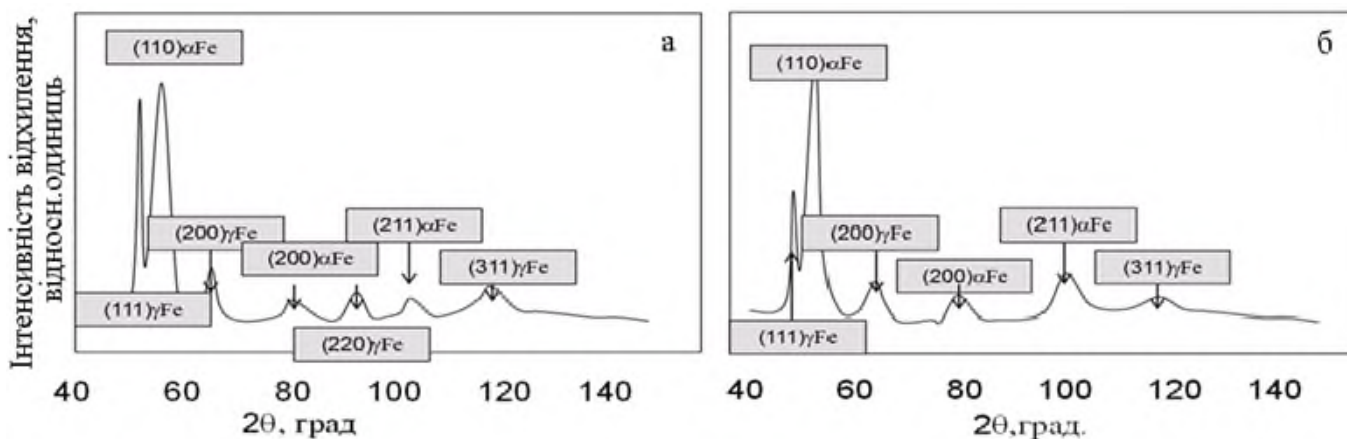 Інтенсивність відхилення,
відносн.одиниць
а
(110)αFe
(200)γFe
(200)αFe
(211)αFe
(311)γFe
(111)γFe
(220)γFe
40 60 80 100 120 140
2θ, град
б
(110)αFe
(200)γFe
(200)αFe
(211)αFe
(311)γFe
(111)γFe
40 60 80 100 120 140
2θ,град.